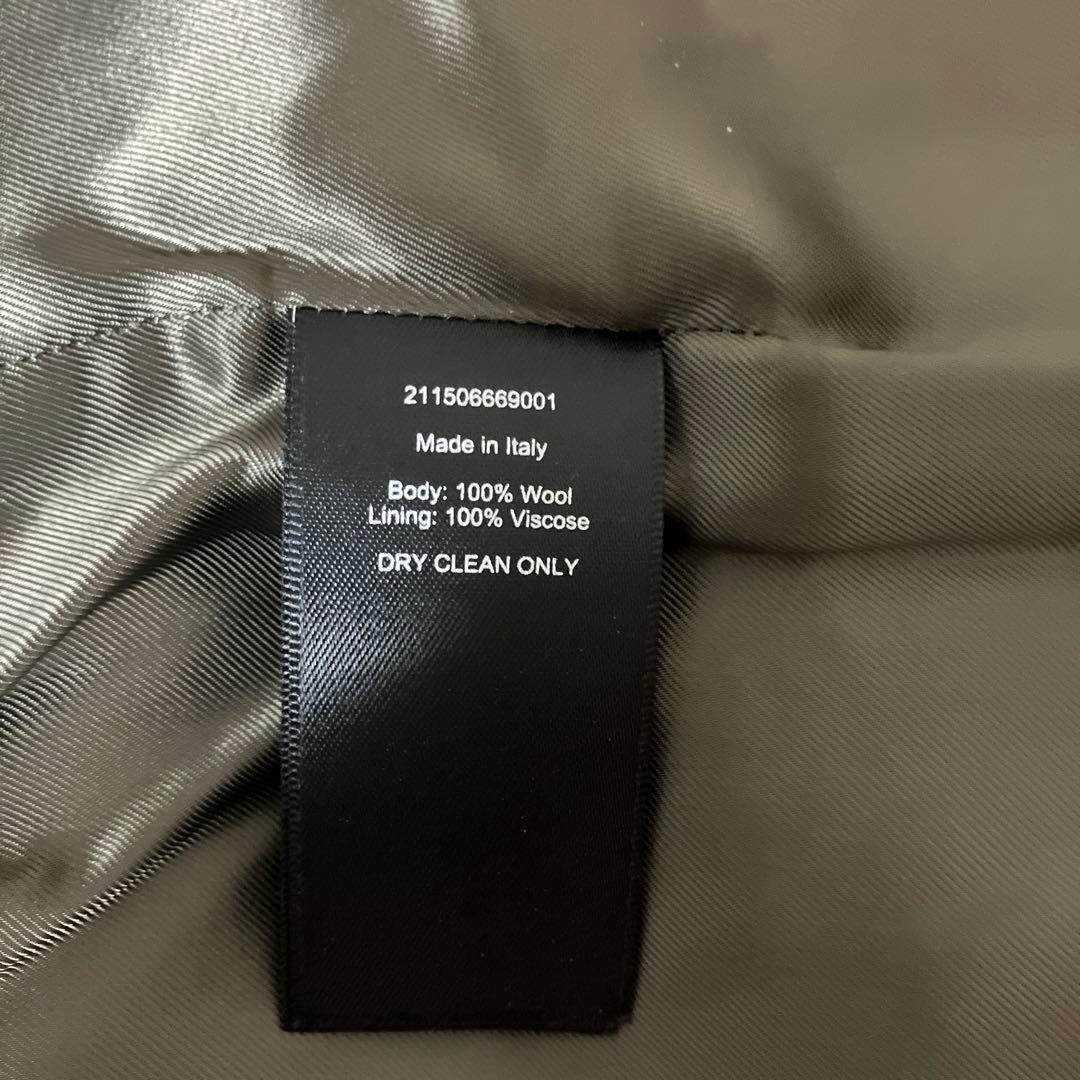 211506669001
Made in Italy
Body: 100% Wool
Lining: 100% Viscose
DRY CLEAN ONLY